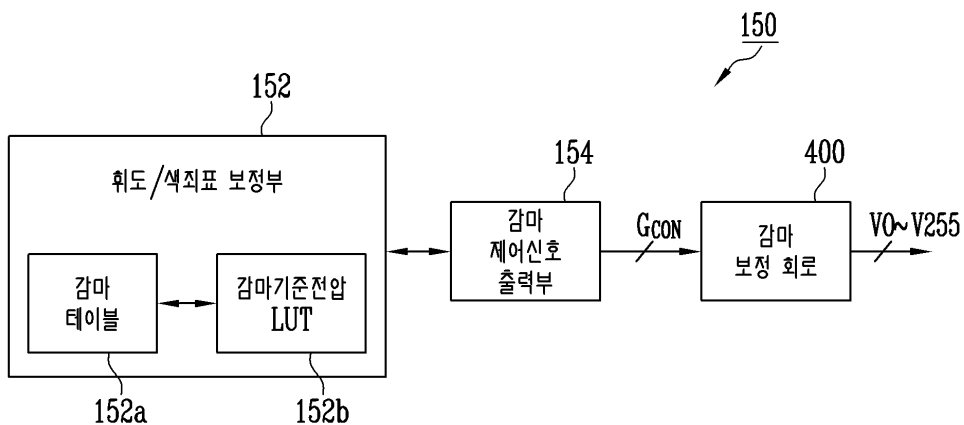 150
152
휘도/색좌표 보정부
154
400
감마
제어신호
출력부
G_CON
감마
보정 회로
V0~V255
감마
테이블
감마기준전압
LUT
152a
152b